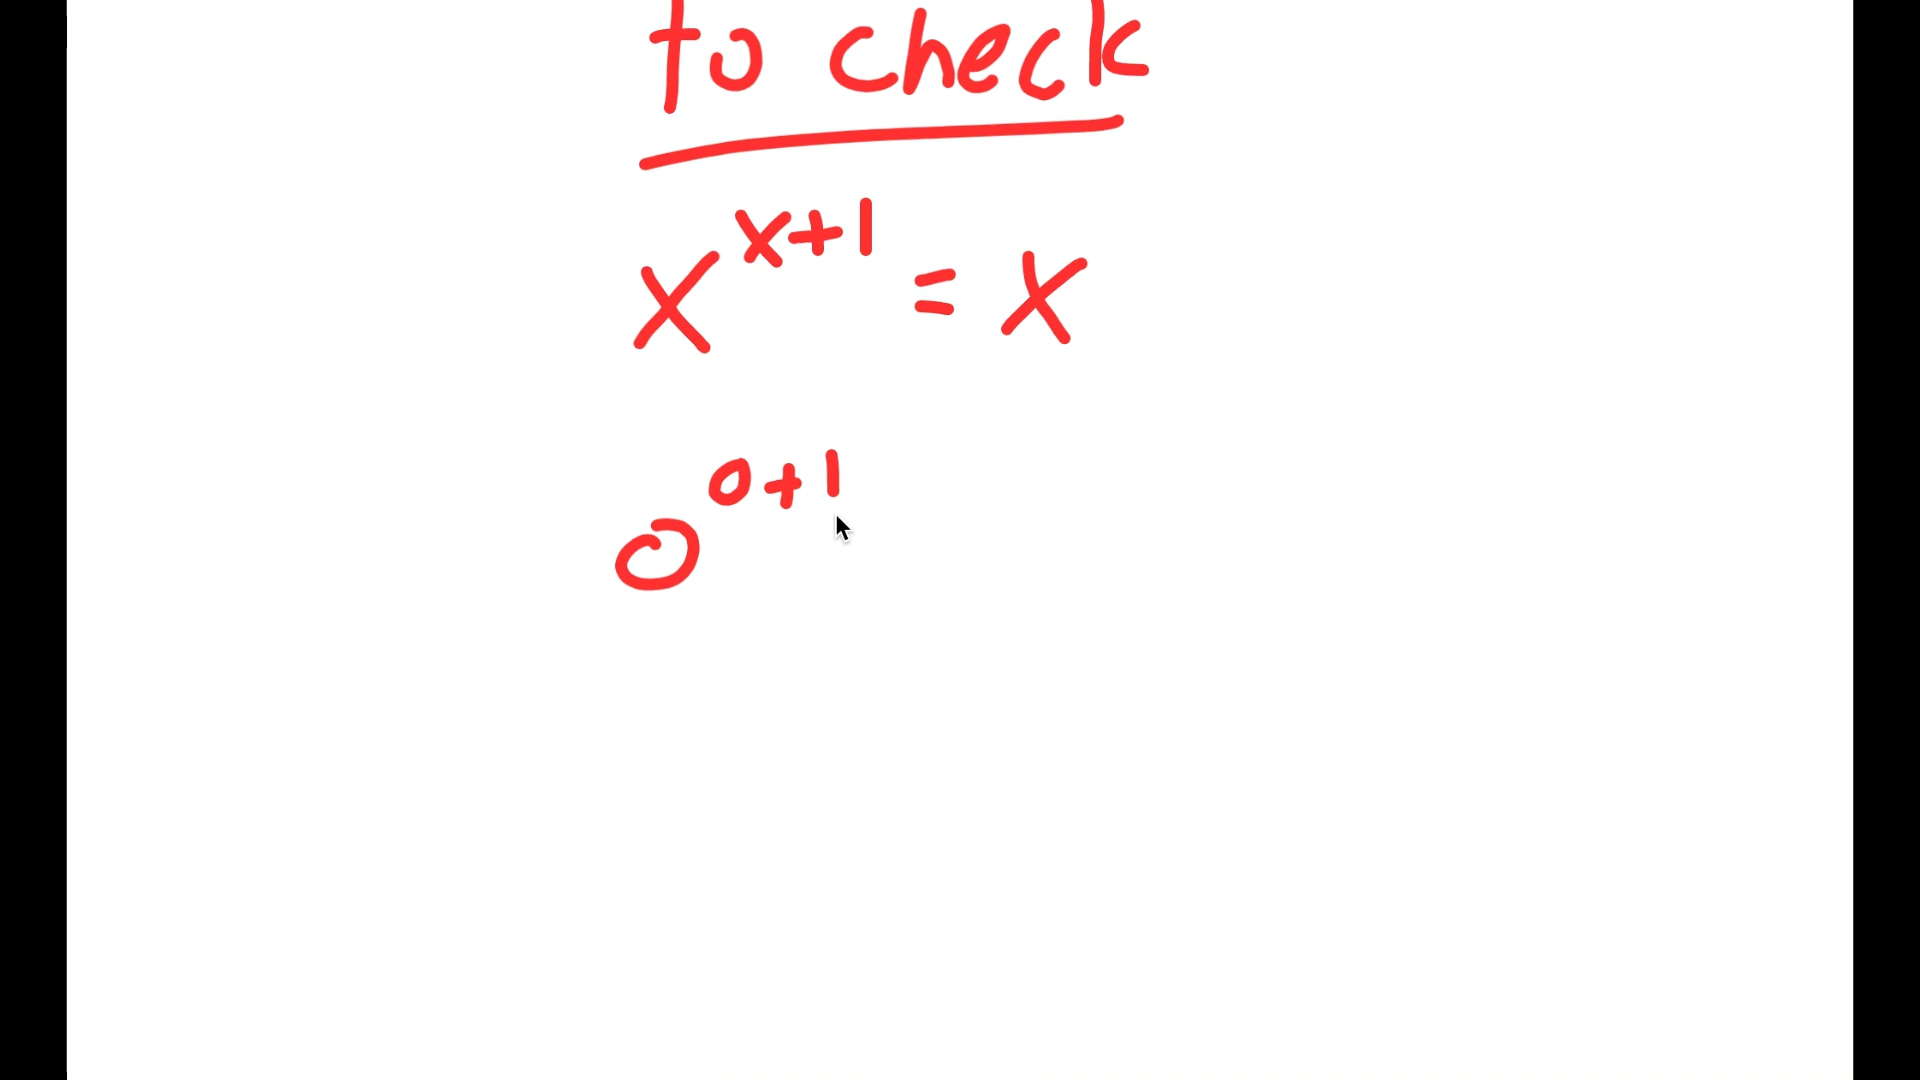 to check
x^{x+1} = x
0^{0+1}